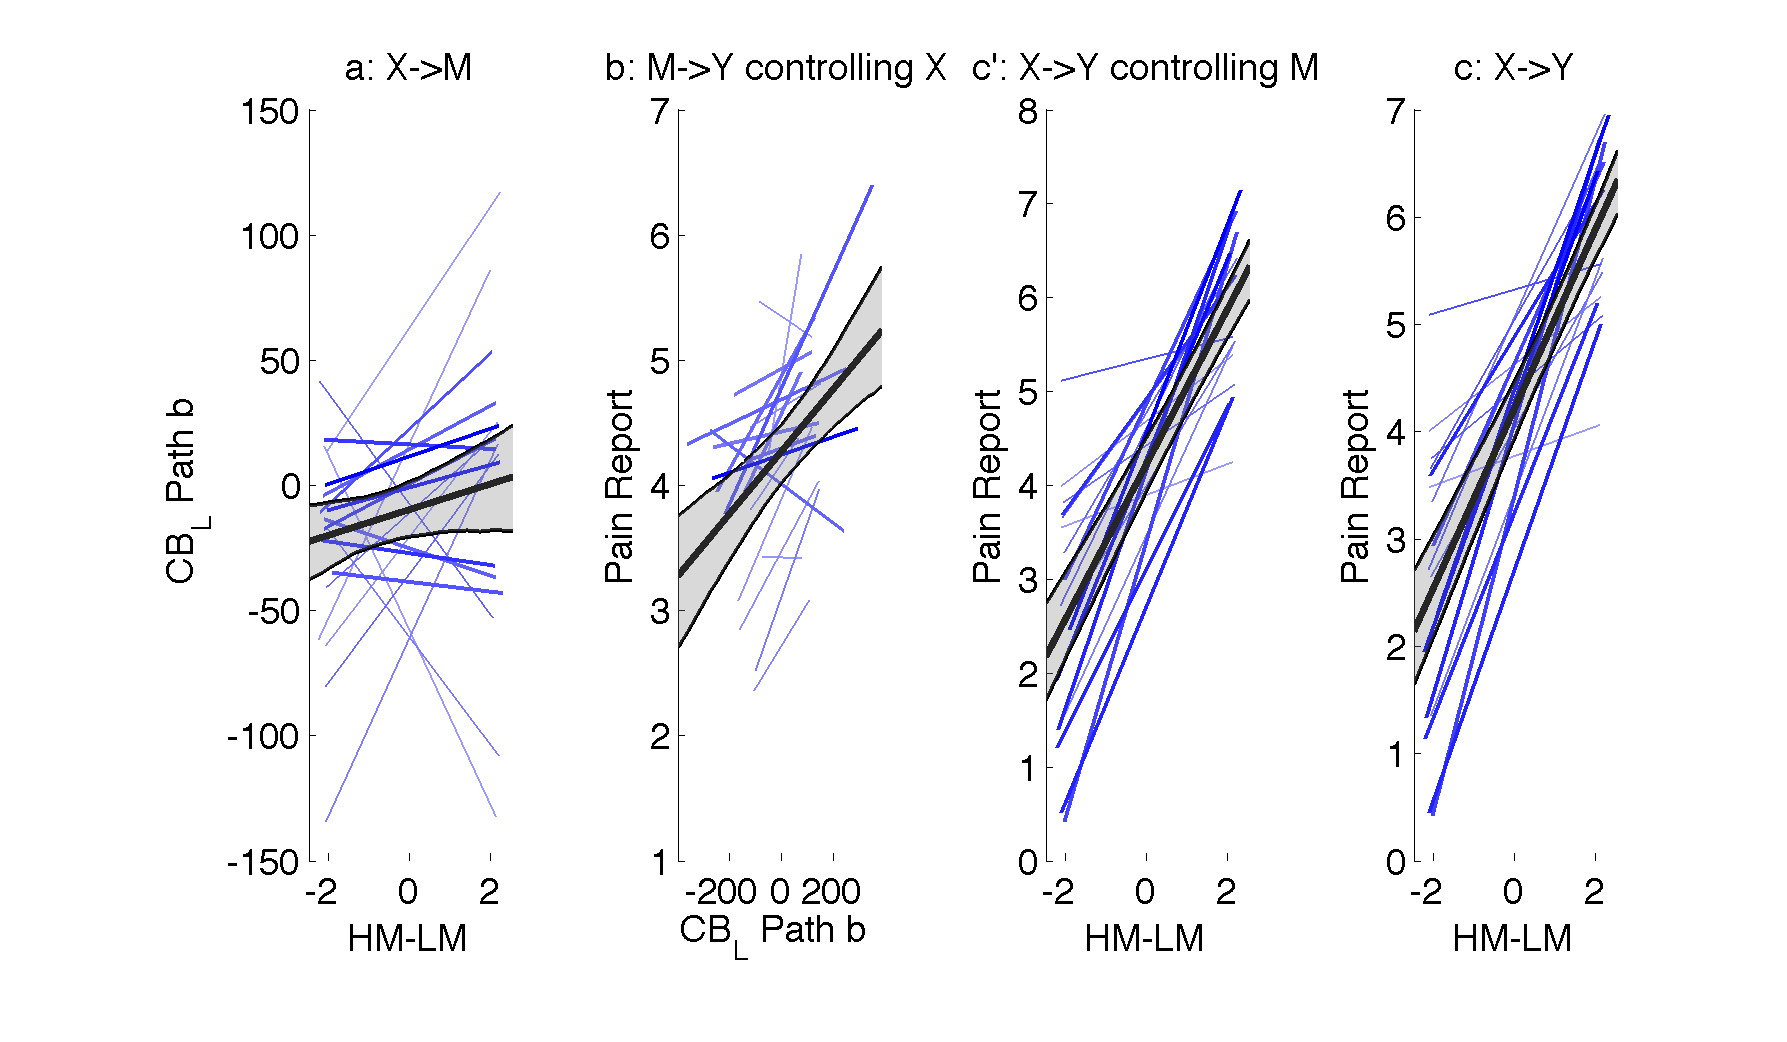 a: X->M
b: M->Y controlling X
c': X->Y controlling M
c: X->Y
150
100
50
0
-50
-100
-150
CB_L Path b
-2 0 2
HM-LM
7
6
5
4
3
2
1
Pain Report
-200 0 200
CB_L Path b
8
7
6
5
4
3
2
1
0
Pain Report
-2 0 2
HM-LM
7
6
5
4
3
2
1
0
Pain Report
-2 0 2
HM-LM